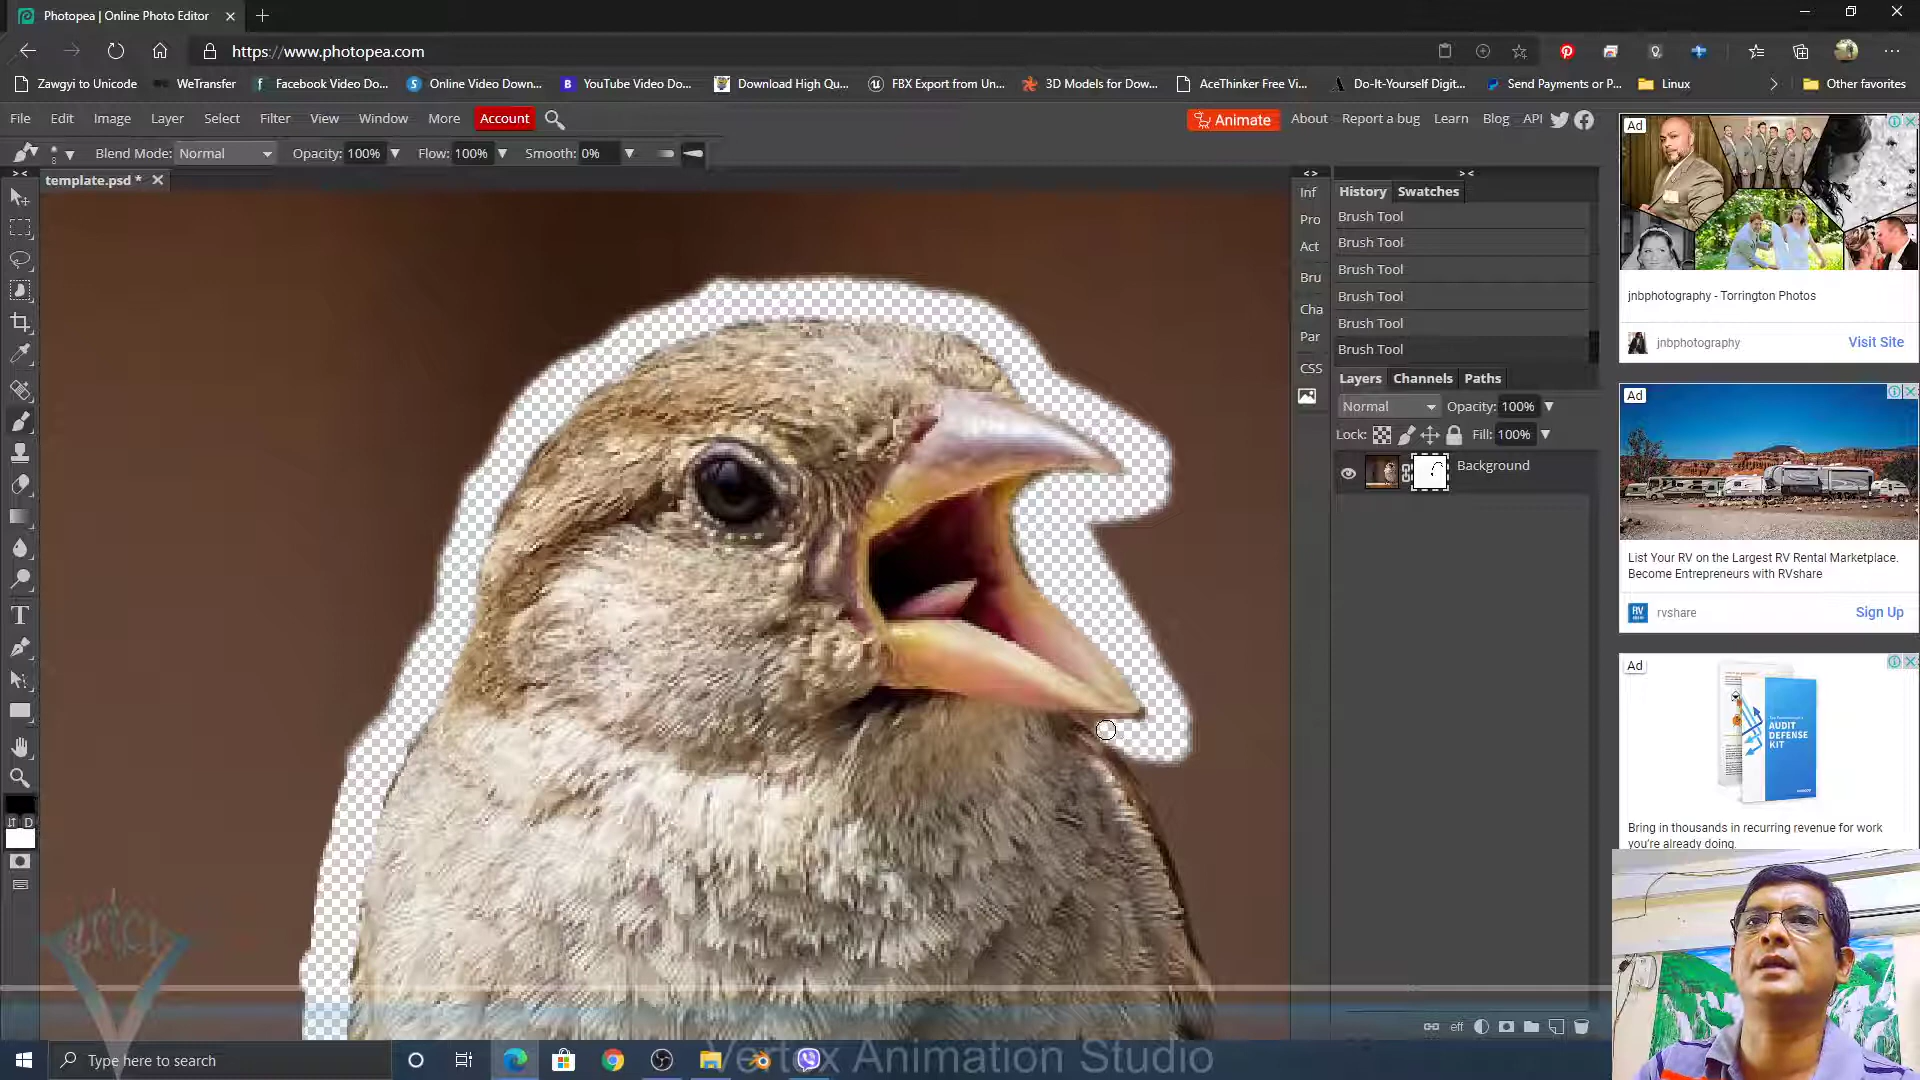 Photopea | Online Photo Editor
https://www.photopea.com
Zawgyi to Unicode
WeTransfer
Facebook Video Do...
Online Video Down...
YouTube Video Do...
Download High Qu...
FBX Export from Un...
3D Models for Dow...
AceThinker Free Vi...
Do-It-Yourself Digit...
Send Payments or P...
Linux
Other favorites
File Edit Image Layer Select Filter View Window More Account
Animate About Report a bug Learn Blog API
8 Blend Mode: Normal Opacity: 100% Flow: 100% Smooth: 0%
template.psd *
Inf
Pro
Act
Bru
Cha
Par
CSS
History Swatches
Brush Tool
Brush Tool
Brush Tool
Brush Tool
Brush Tool
Brush Tool
Layers Channels Paths
Normal Opacity: 100%
Lock: Fill: 100%
Background
eff
T
D
Ad
jnbphotography - Torrington Photos
jnbphotography Visit Site
Ad
List Your RV on the Largest RV Rental Marketplace.
Become Entrepreneurs with RVshare
RV
rvshare Sign Up
Ad
AUDIT
DEFENSE
KIT
Bring in thousands in recurring revenue for work
you're already doing.
Type here to search
Vertex Animation Studio